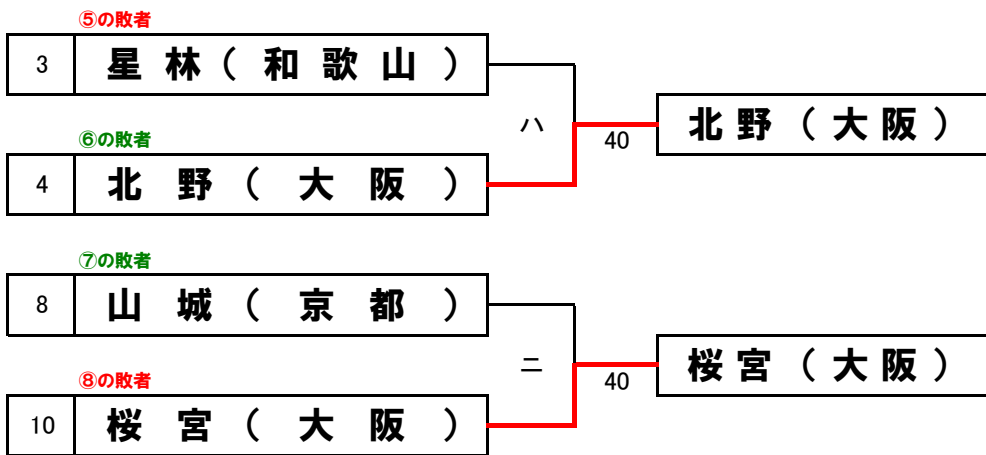 ⑤の敗者
3 星林(和歌山)
ハ
40
北野(大阪)
⑥の敗者
4 北野(大阪)
⑦の敗者
8 山城(京都)
ニ
40
桜宮(大阪)
⑧の敗者
10 桜宮(大阪)